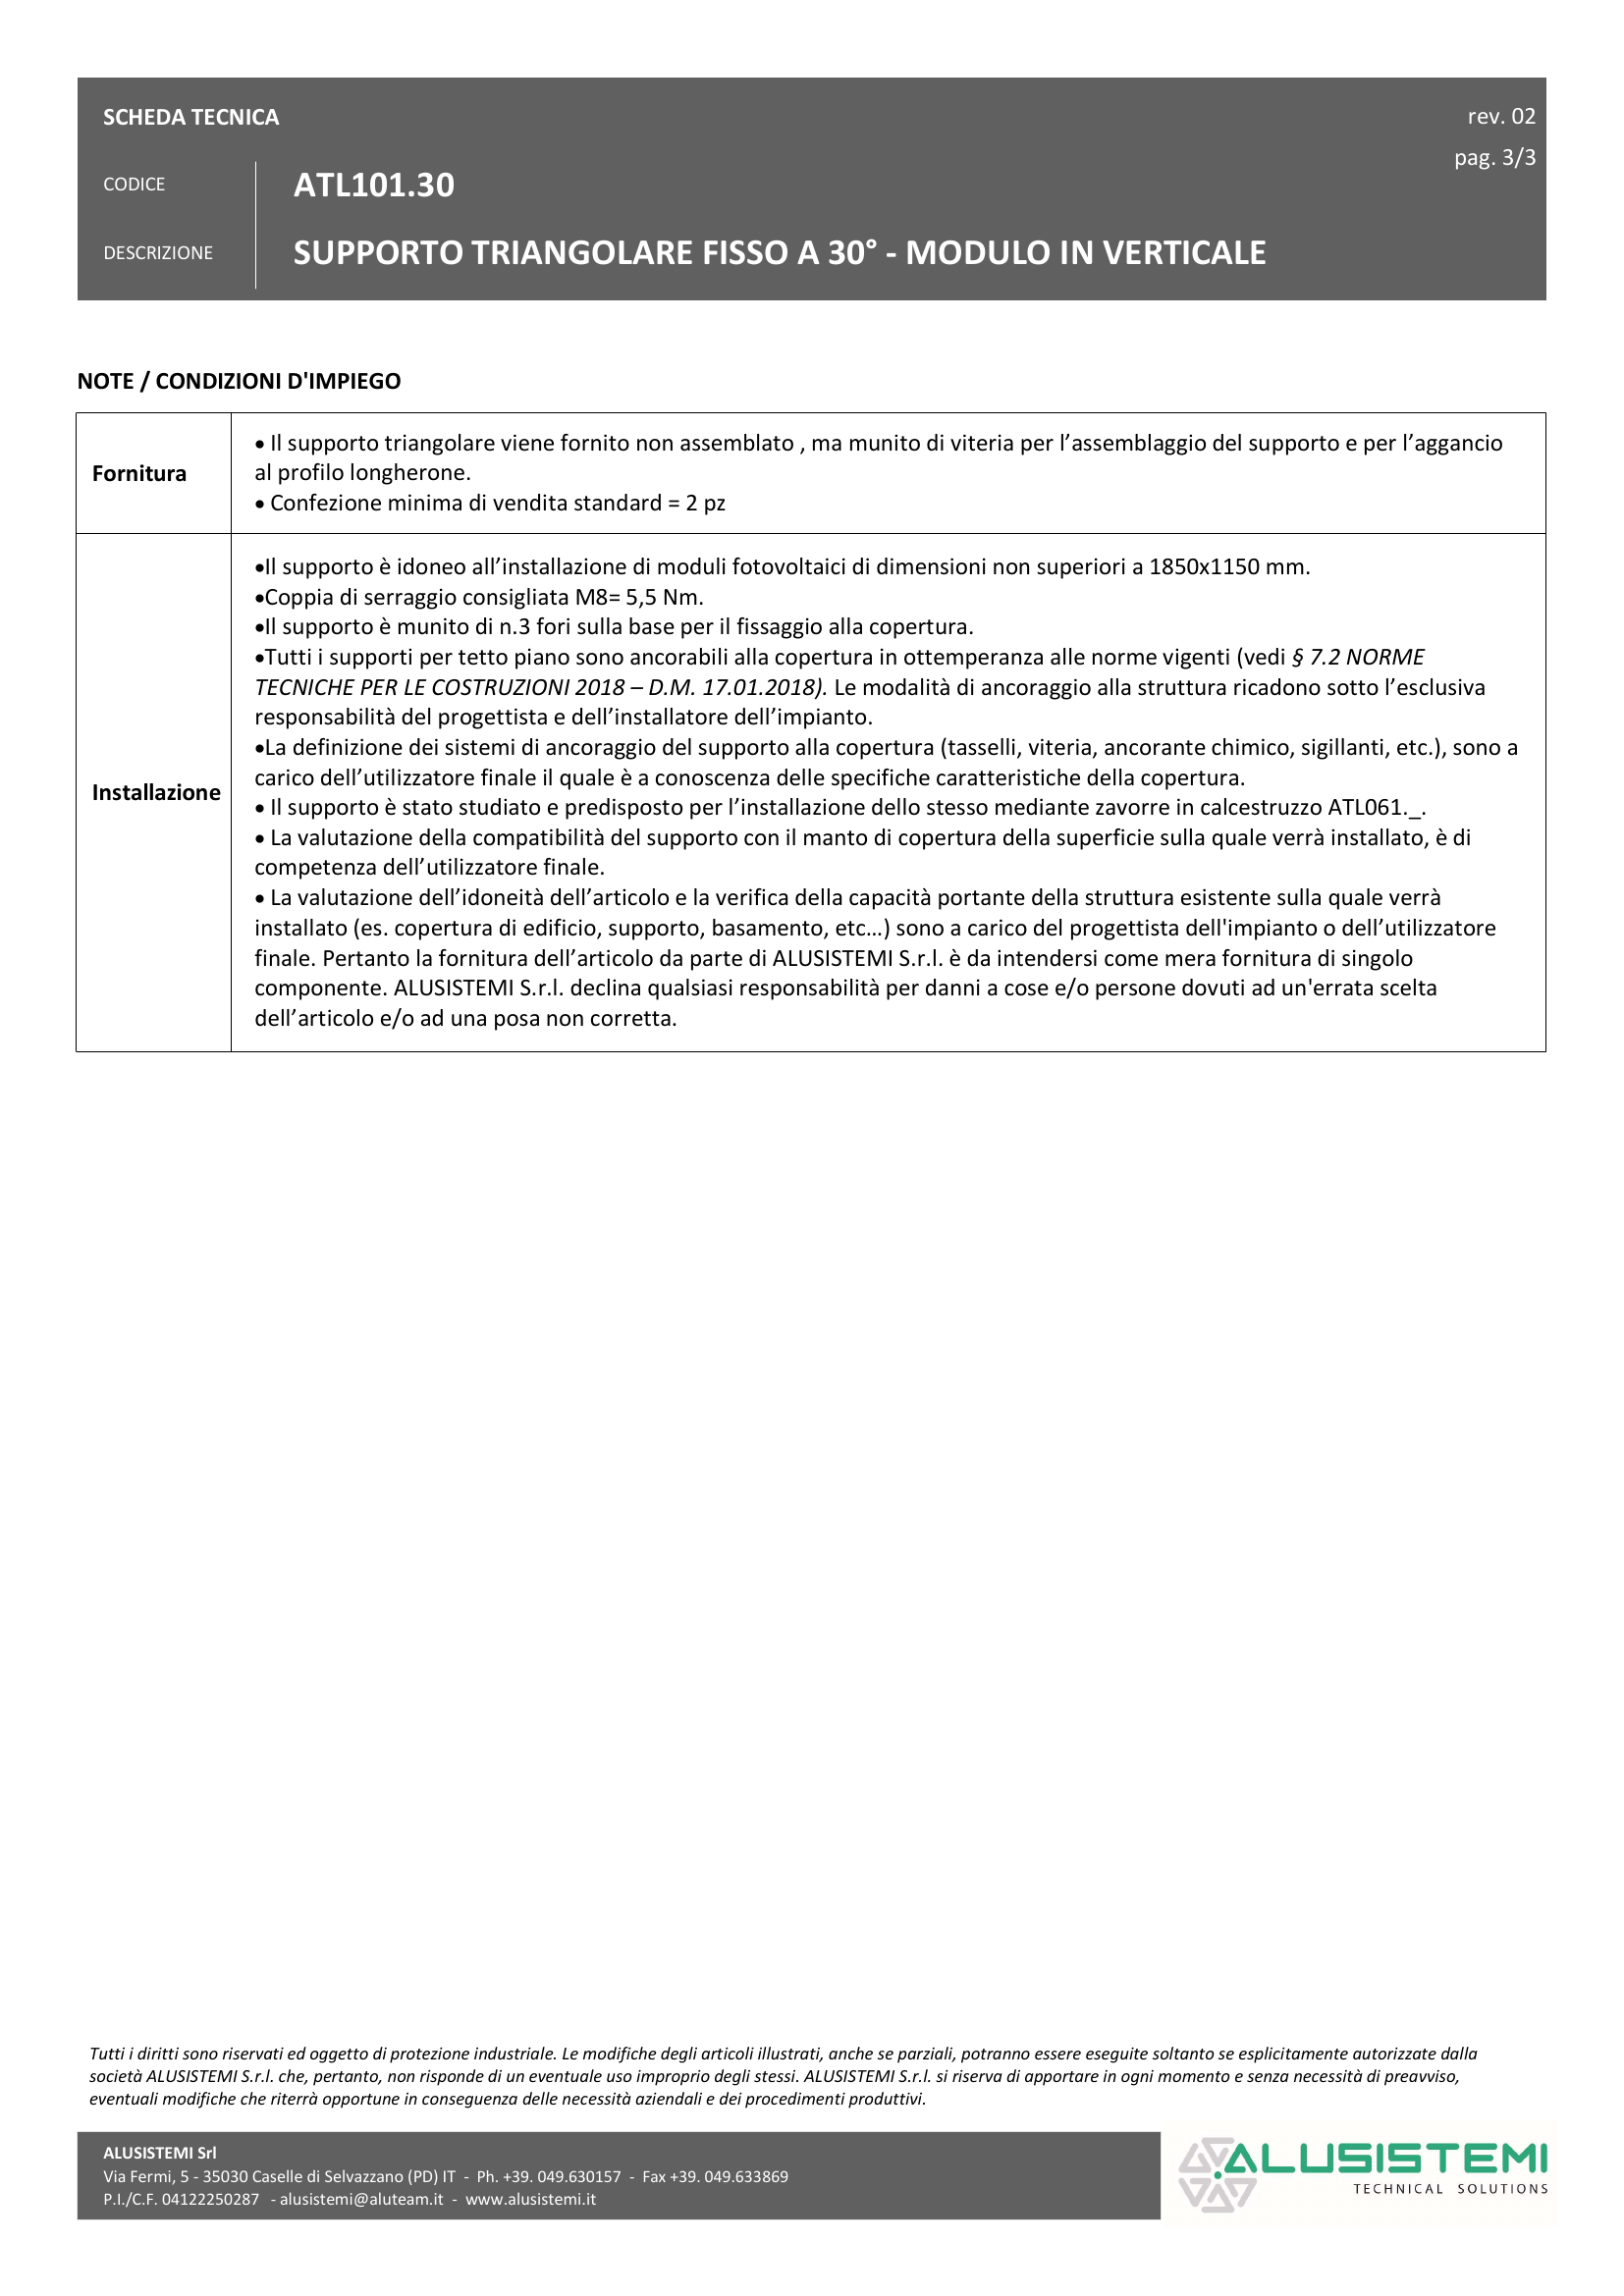 SCHEDA TECNICA
rev. 02
pag. 3/3
CODICE
ATL101.30
DESCRIZIONE
SUPPORTO TRIANGOLARE FISSO A 30° - MODULO IN VERTICALE
NOTE / CONDIZIONI D'IMPIEGO
Fornitura
• Il supporto triangolare viene fornito non assemblato , ma munito di viteria per l’assemblaggio del supporto e per l’aggancio
al profilo longherone.
• Confezione minima di vendita standard = 2 pz
Installazione
•Il supporto è idoneo all’installazione di moduli fotovoltaici di dimensioni non superiori a 1850x1150 mm.
•Coppia di serraggio consigliata M8= 5,5 Nm.
•Il supporto è munito di n.3 fori sulla base per il fissaggio alla copertura.
•Tutti i supporti per tetto piano sono ancorabili alla copertura in ottemperanza alle norme vigenti (vedi § 7.2 NORME
TECNICHE PER LE COSTRUZIONI 2018 – D.M. 17.01.2018). Le modalità di ancoraggio alla struttura ricadono sotto l’esclusiva
responsabilità del progettista e dell’installatore dell’impianto.
•La definizione dei sistemi di ancoraggio del supporto alla copertura (tasselli, viteria, ancorante chimico, sigillanti, etc.), sono a
carico dell’utilizzatore finale il quale è a conoscenza delle specifiche caratteristiche della copertura.
• Il supporto è stato studiato e predisposto per l’installazione dello stesso mediante zavorre in calcestruzzo ATL061._.
• La valutazione della compatibilità del supporto con il manto di copertura della superficie sulla quale verrà installato, è di
competenza dell’utilizzatore finale.
• La valutazione dell’idoneità dell’articolo e la verifica della capacità portante della struttura esistente sulla quale verrà
installato (es. copertura di edificio, supporto, basamento, etc…) sono a carico del progettista dell'impianto o dell’utilizzatore
finale. Pertanto la fornitura dell’articolo da parte di ALUSISTEMI S.r.l. è da intendersi come mera fornitura di singolo
componente. ALUSISTEMI S.r.l. declina qualsiasi responsabilità per danni a cose e/o persone dovuti ad un'errata scelta
dell’articolo e/o ad una posa non corretta.
Tutti i diritti sono riservati ed oggetto di protezione industriale. Le modifiche degli articoli illustrati, anche se parziali, potranno essere eseguite soltanto se esplicitamente autorizzate dalla
società ALUSISTEMI S.r.l. che, pertanto, non risponde di un eventuale uso improprio degli stessi. ALUSISTEMI S.r.l. si riserva di apportare in ogni momento e senza necessità di preavviso,
eventuali modifiche che riterrà opportune in conseguenza delle necessità aziendali e dei procedimenti produttivi.
ALUSISTEMI Srl
Via Fermi, 5 - 35030 Caselle di Selvazzano (PD) IT - Ph. +39. 049.630157 - Fax +39. 049.633869
P.I./C.F. 04122250287 - alusistemi@aluteam.it - www.alusistemi.it
ALUSISTEMI
TECHNICAL SOLUTIONS